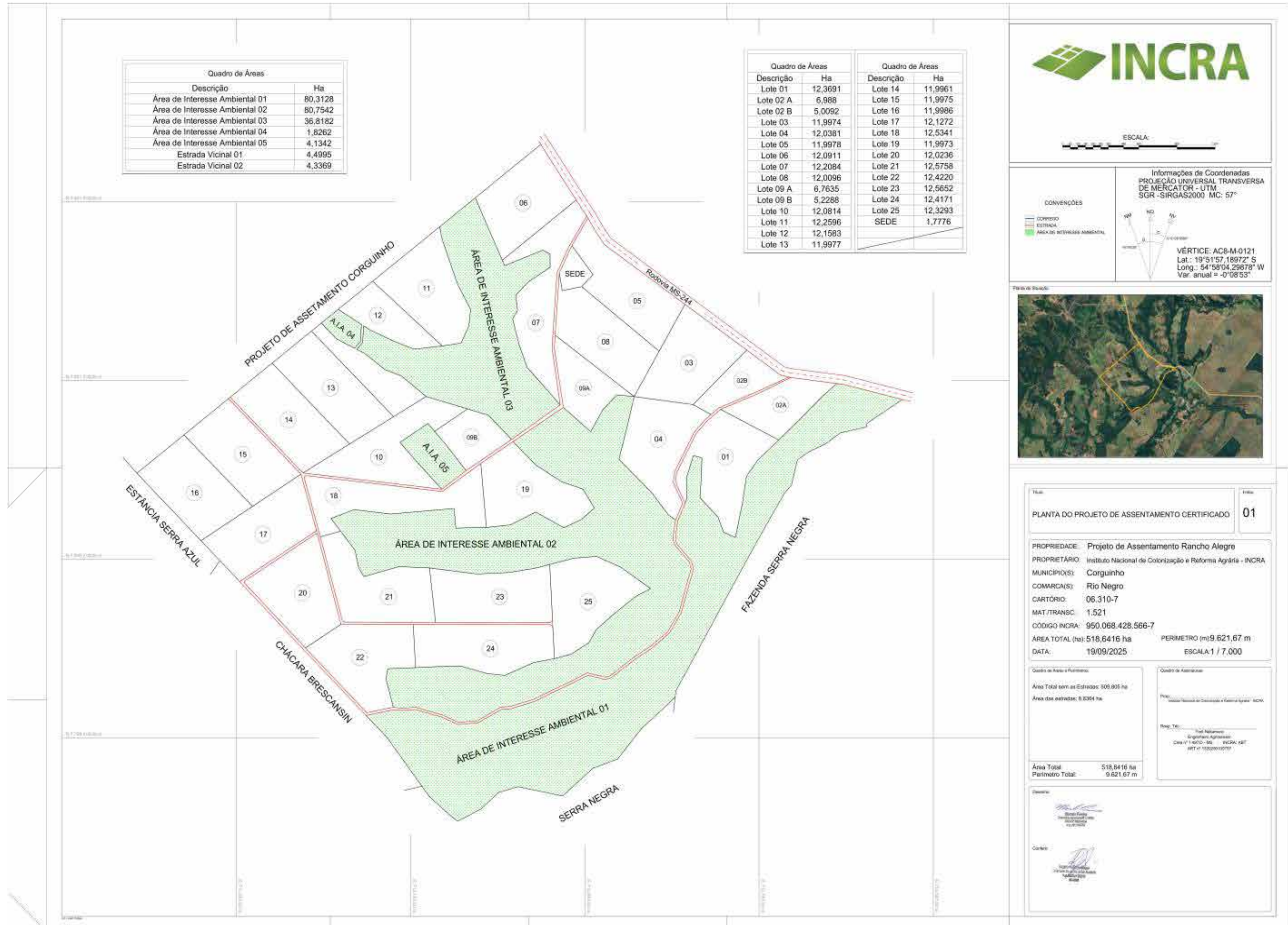 Quadro de Áreas
Descrição Ha
Área de Interesse Ambiental 01 80,3128
Área de Interesse Ambiental 02 80,7542
Área de Interesse Ambiental 03 36,8182
Área de Interesse Ambiental 04 1,8262
Área de Interesse Ambiental 05 4,1342
Estrada Vicinal 01 4,4995
Estrada Vicinal 02 4,3369
Quadro de Áreas
Descrição Ha
Lote 01 12,3691
Lote 02 A 6,988
Lote 02 B 5,0092
Lote 03 11,9974
Lote 04 12,0381
Lote 05 11,9978
Lote 06 12,0911
Lote 07 12,2084
Lote 08 12,0096
Lote 09 A 6,7635
Lote 09 B 5,2288
Lote 10 12,0814
Lote 11 12,2596
Lote 12 12,1583
Lote 13 11,9977
Quadro de Áreas
Descrição Ha
Lote 14 11,9961
Lote 15 11,9975
Lote 16 11,9986
Lote 17 12,1272
Lote 18 12,5341
Lote 19 11,9973
Lote 20 12,0236
Lote 21 12,5758
Lote 22 12,4220
Lote 23 12,5652
Lote 24 12,4171
Lote 25 12,3293
SEDE 1,7776
INCRA
ESCALA:
CONVENÇÕES
CORREGO
ESTRADA
ÁREA DE INTERESSE AMBIENTAL
Informações de Coordenadas
PROJEÇÃO UNIVERSAL TRANSVERSA
DE MERCATOR - UTM
SGR -SIRGAS2000 MC: 57°
VÉRTICE: AC8-M-0121
Lat.: 19°51'57,18972" S
Long.: 54°58'04,29878" W
Var. anual = -0°08'53"
06
SEDE
Rodovia MS-244
PROJETO DE ASSETAMENTO CORGUINHO
11
ÁREA DE INTERESSE AMBIENTAL 03
05
12
A.I.A. 04
07
08
03
02B
13
09A
02A
14
04
09B
A.I.A. 05
10
01
15
16
18
19
ESTÂNCIA SERRA AZUL
17
ÁREA DE INTERESSE AMBIENTAL 02
FAZENDA SERRA NEGRA
20
21
23
25
24
22
CHÁCARA BRESCANSIN
ÁREA DE INTERESSE AMBIENTAL 01
SERRA NEGRA
PLANTA DO PROJETO DE ASSENTAMENTO CERTIFICADO
01
PROPRIEDADE: Projeto de Assentamento Rancho Alegre
PROPRIETÁRIO: Instituto Nacional de Colonização e Reforma Agrária - INCRA
MUNICÍPIO(S): Corguinho
COMARCA(S): Rio Negro
CARTÓRIO: 06.310-7
MAT./TRANSC. 1.521
CÓDIGO INCRA: 950.068.428.566-7
ÁREA TOTAL (ha): 518,6416 ha PERÍMETRO (m) 9.621,67 m
DATA: 19/09/2025 ESCALA: 1 / 7.000
Área Total 518,6416 ha
Perimetro Total: 9.621,67 m